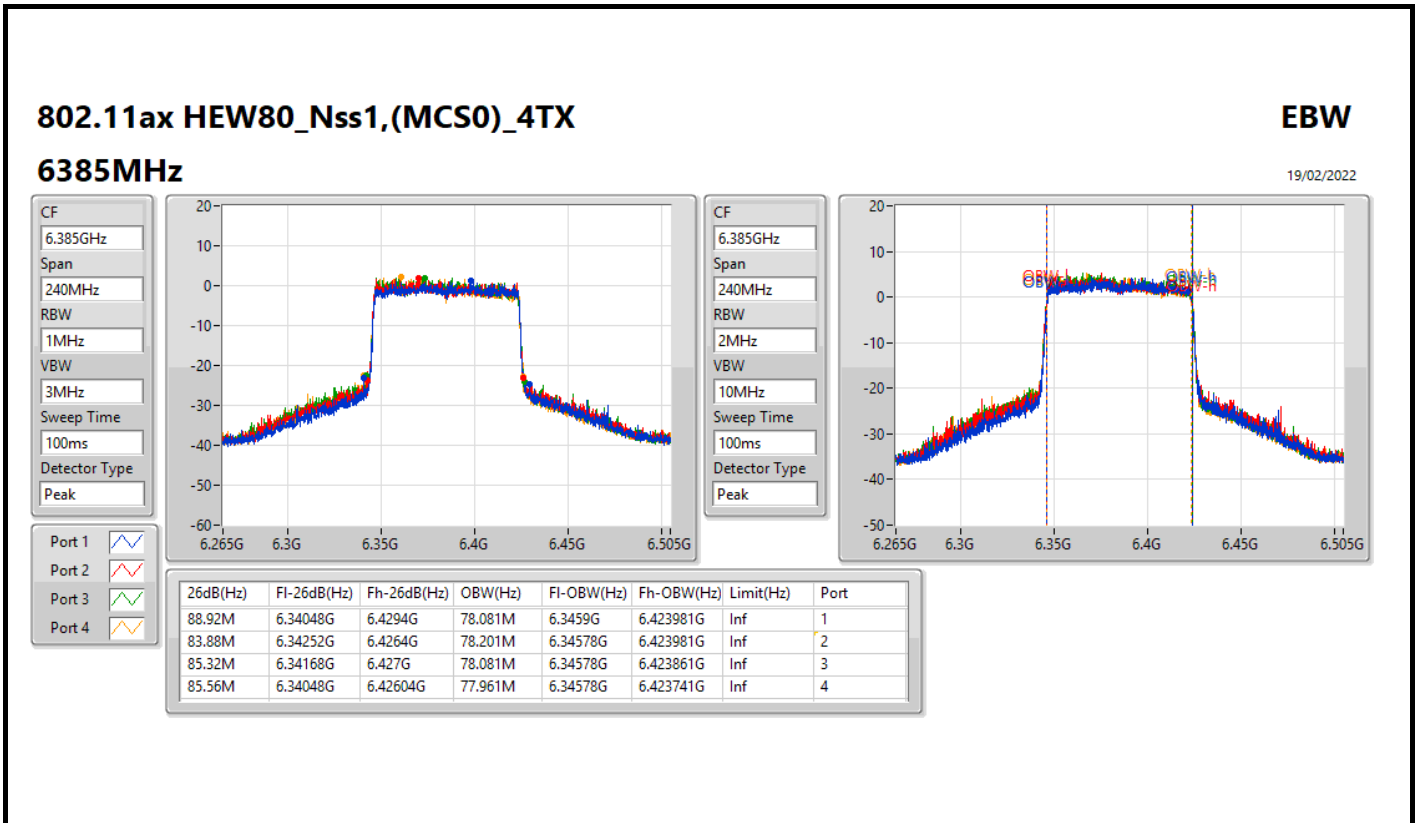 802.11ax HEW80_Nss1,(MCS0)_4TX
EBW
6385MHz
19/02/2022
CF
6.385GHz
Span
240MHz
RBW
1MHz
VBW
3MHz
Sweep Time
100ms
Detector Type
Peak
20
10
0
-10
-20
-30
-40
-50
-60
6.265G 6.3G 6.35G 6.4G 6.45G 6.505G
CF
6.385GHz
Span
240MHz
RBW
2MHz
VBW
10MHz
Sweep Time
100ms
Detector Type
Peak
20
10
0
-10
-20
-30
-40
-50
OBW-h
6.265G 6.3G 6.35G 6.4G 6.45G 6.505G
Port 1
Port 2
Port 3
Port 4
26dB(Hz) Fl-26dB(Hz) Fh-26dB(Hz) OBW(Hz) Fl-OBW(Hz) Fh-OBW(Hz) Limit(Hz) Port
88.92M 6.34048G 6.4294G 78.081M 6.3459G 6.423981G Inf 1
83.88M 6.34252G 6.4264G 78.201M 6.34578G 6.423981G Inf 2
85.32M 6.34168G 6.427G 78.081M 6.34578G 6.423861G Inf 3
85.56M 6.34048G 6.42604G 77.961M 6.34578G 6.423741G Inf 4